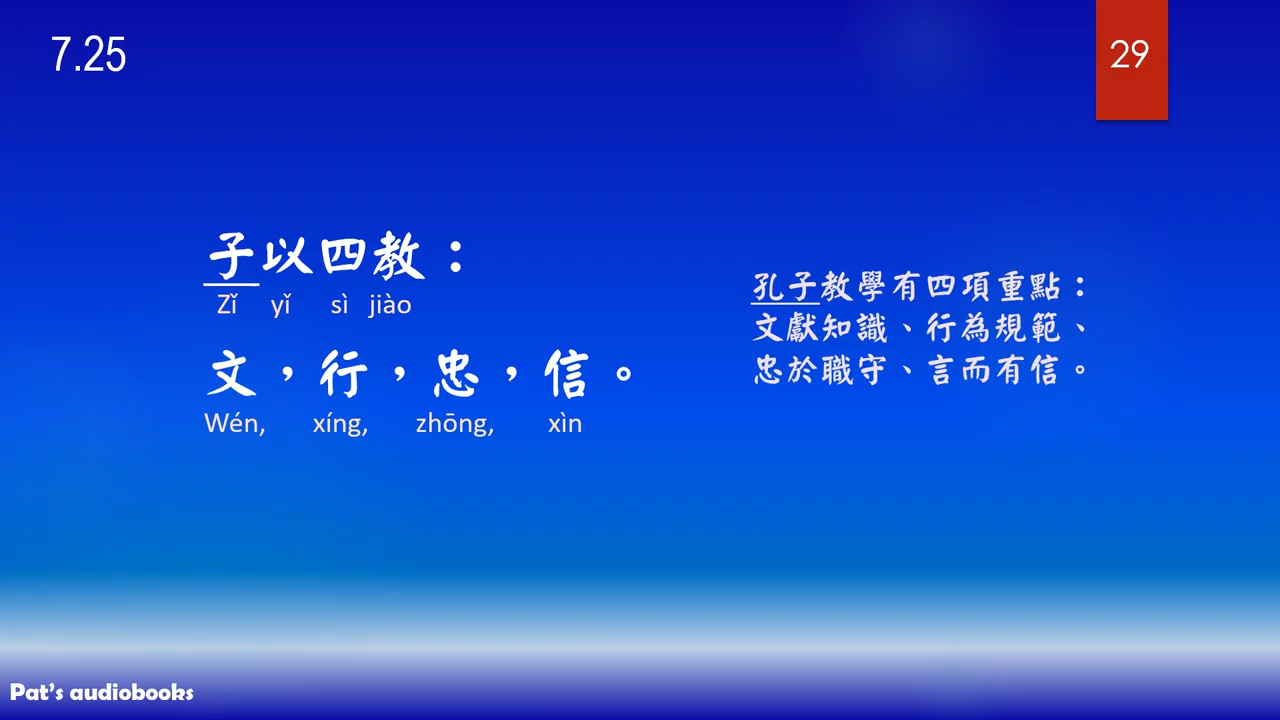 7.25
29
子以四教：
Zǐ yǐ sì jiào
文，行，忠，信。
Wén, xíng, zhōng, xìn
孔子教學有四項重點：
文獻知識、行為規範、
忠於職守、言而有信。
Pat's audiobooks